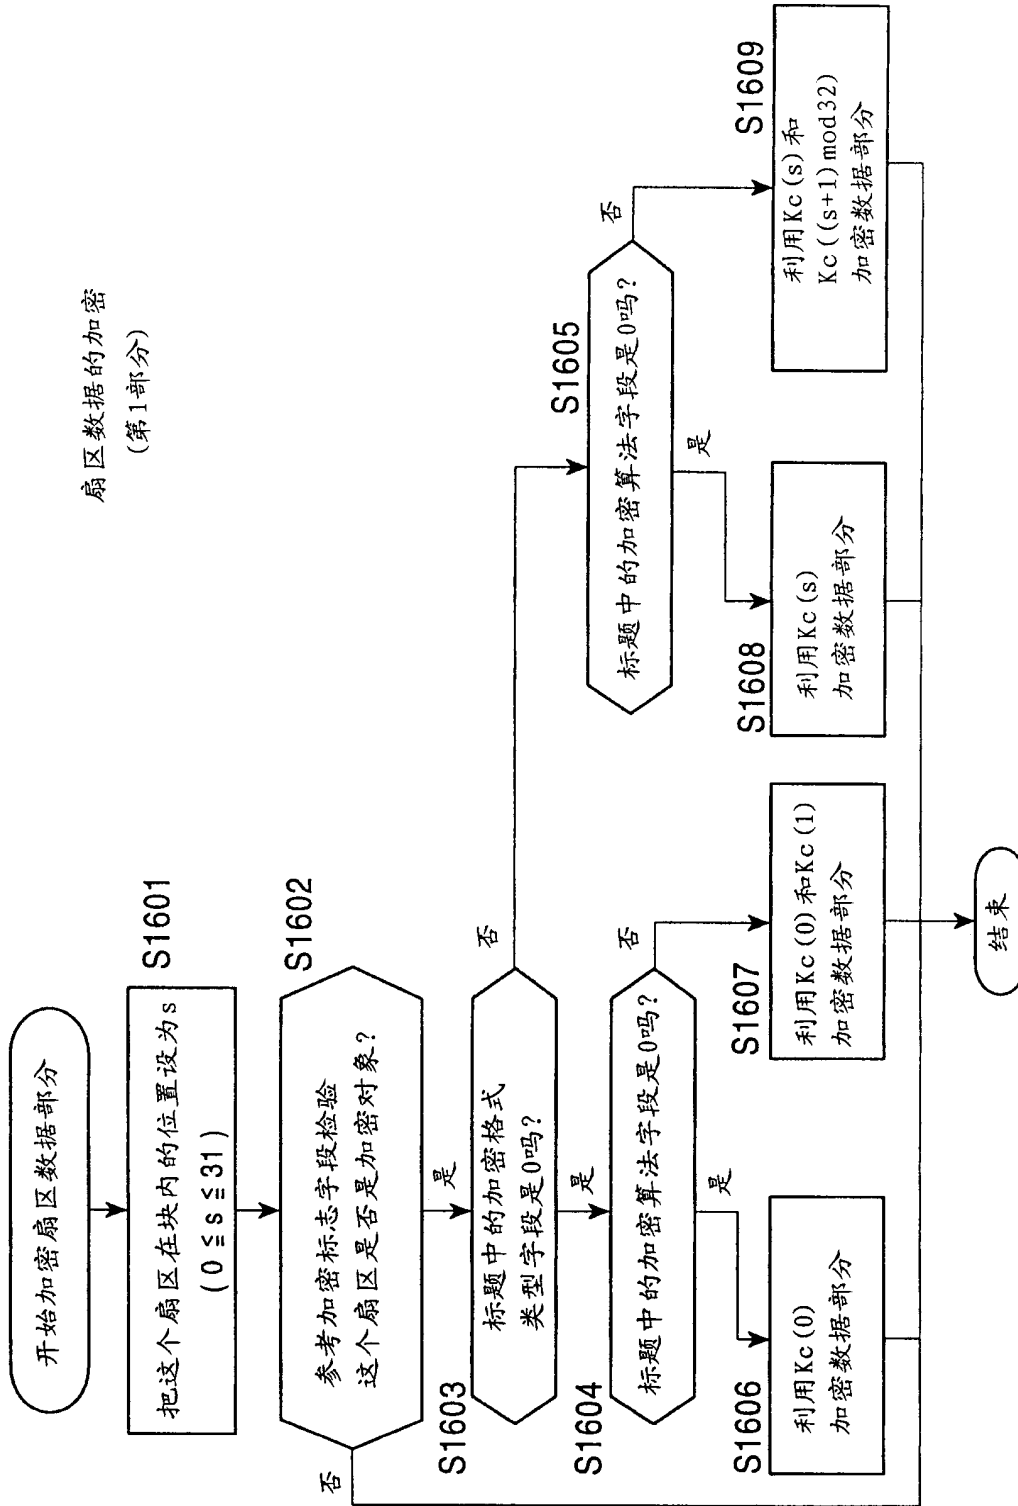 扇区数据的加密
(第1部分)
开始加密扇区数据部分
S1601
把这个扇区在块内的位置设为s
(0≦s≦31)
S1602
参考加密标志字段检验
这个扇区是否是加密对象?
否
是
S1603
标题中的加密格式
类型字段是0吗?
否
是
S1604
标题中的加密算法字段是0吗?
否
是
S1605
标题中的加密算法字段是0吗?
否
是
S1606
利用Kc(0)
加密数据部分
S1607
利用Kc(0)和Kc(1)
加密数据部分
S1608
利用Kc(s)
加密数据部分
S1609
利用Kc(s)和
Kc((s+1)mod32)
加密数据部分
结束